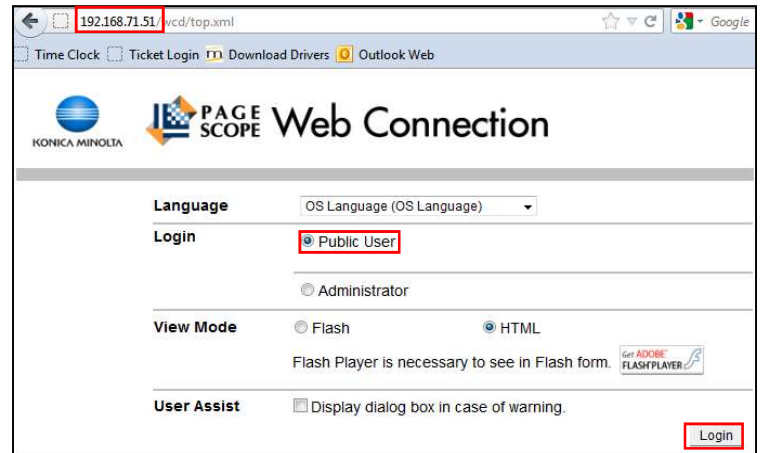 192.168.71.51/wcd/top.xml Google
Time Clock Ticket Login Download Drivers Outlook Web
KONICA MINOLTA PAGE SCOPE Web Connection
Language OS Language (OS Language)
Login Public User
Administrator
View Mode Flash HTML
Flash Player is necessary to see in Flash form. Get ADOBE FLASH PLAYER
User Assist Display dialog box in case of warning.
Login